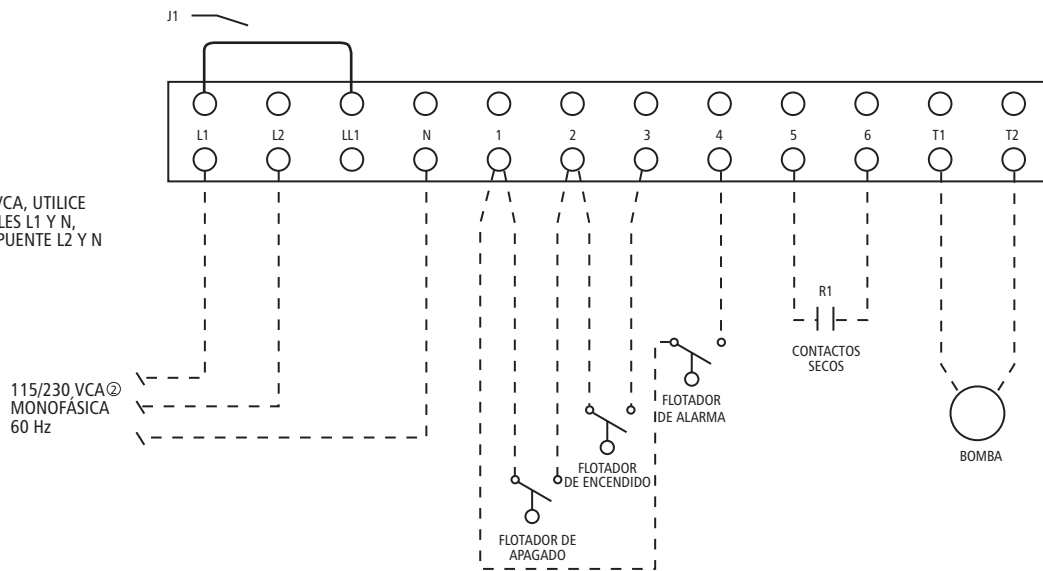 J1
L1 L2 LL1 N 1 2 3 4 5 6 T1 T2
VCA, UTILICE
LES L1 Y N,
PUENTE L2 Y N
115/230 VCA②
MONOFÁSICA
60 Hz
R1
CONTACTOS
SECOS
FLOTADOR
DE ALARMA
FLOTADOR
DE ENCENDIDO
FLOTADOR DE
APAGADO
BOMBA